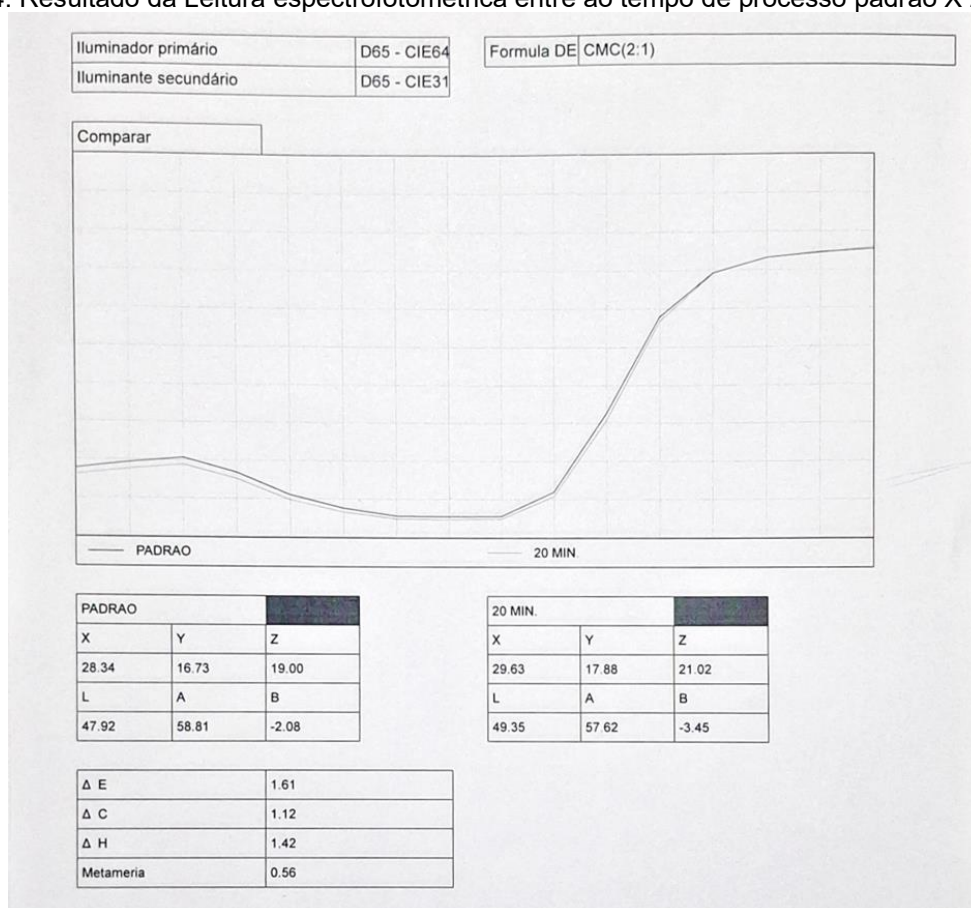 . Resultado da Leitura espectrofotométrica entre ao tempo de processo padrão X
Iluminador primário D65 - CIE64 Formula DE CMC(2:1)
Iluminante secundário D65 - CIE31
Comparar
PADRAO 20 MIN.
PADRAO 20 MIN.
X Y Z X Y Z
28.34 16.73 19.00 29.63 17.88 21.02
L A B L A B
47.92 58.81 -2.08 49.35 57.62 -3.45
Δ E 1.61
Δ C 1.12
Δ H 1.42
Metameria 0.56